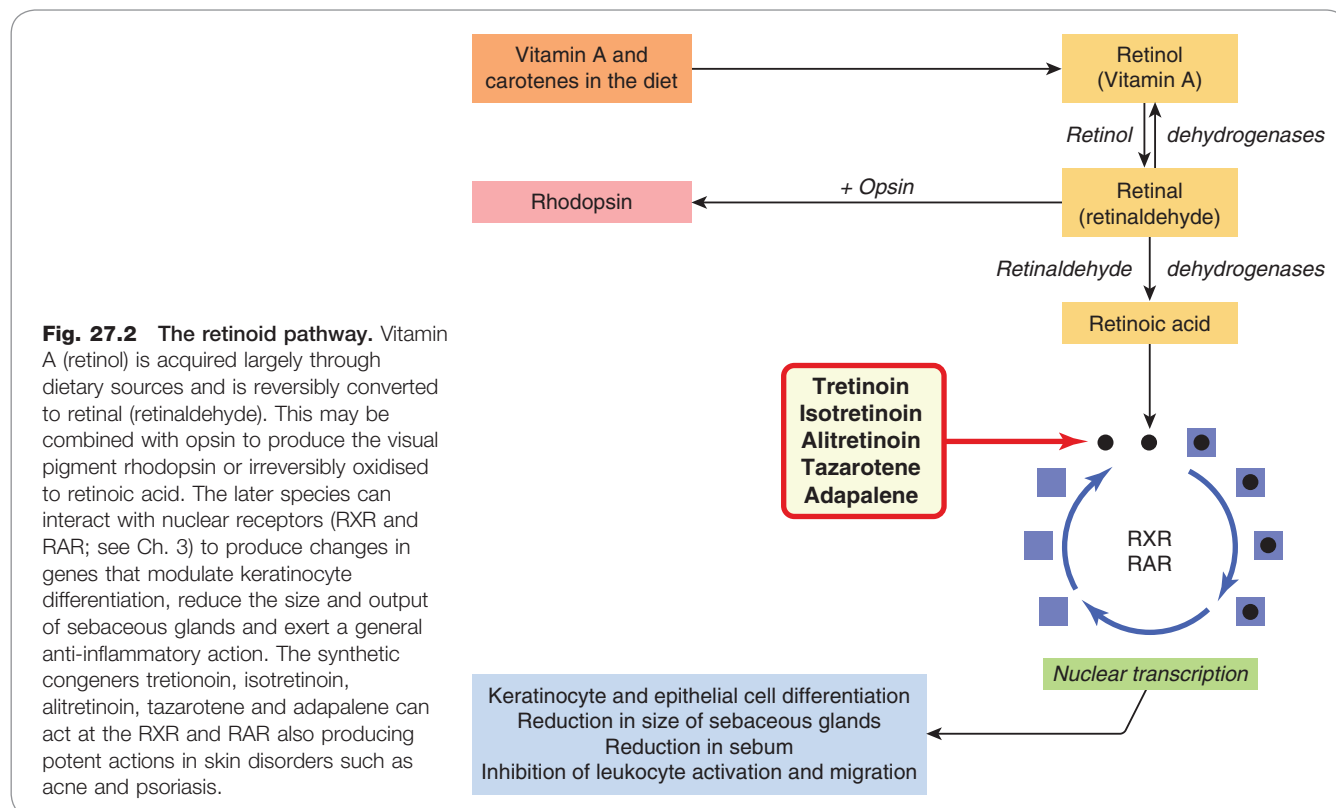 Vitamin A and
carotenes in the diet
Retinol
(Vitamin A)
Retinol dehydrogenases
Rhodopsin
+ Opsin
Retinal
(retinaldehyde)
Retinaldehyde dehydrogenases
Retinoic acid
Tretinoin
Isotretinoin
Alitretinoin
Tazarotene
Adapalene
RXR
RAR
Nuclear transcription
Keratinocyte and epithelial cell differentiation
Reduction in size of sebaceous glands
Reduction in sebum
Inhibition of leukocyte activation and migration
Fig. 27.2 The retinoid pathway. Vitamin
A (retinol) is acquired largely through
dietary sources and is reversibly converted
to retinal (retinaldehyde). This may be
combined with opsin to produce the visual
pigment rhodopsin or irreversibly oxidised
to retinoic acid. The later species can
interact with nuclear receptors (RXR and
RAR; see Ch. 3) to produce changes in
genes that modulate keratinocyte
differentiation, reduce the size and output
of sebaceous glands and exert a general
anti-inflammatory action. The synthetic
congeners tretionoin, isotretinoin,
alitretinoin, tazarotene and adapalene can
act at the RXR and RAR also producing
potent actions in skin disorders such as
acne and psoriasis.